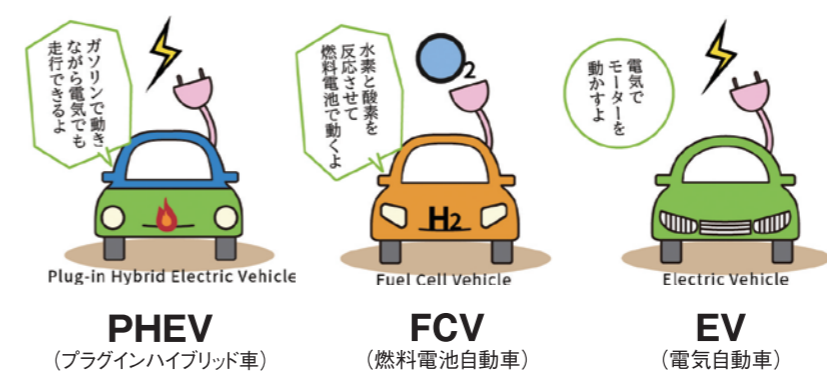 ガソリンで動き
ながら電気でも
走行できるよ
Plug-in Hybrid Electric Vehicle
PHEV
（プラグインハイブリッド車）
水素と酸素を
反応させて
燃料電池で動くよ
O2
H2
Fuel Cell Vehicle
FCV
（燃料電池自動車）
電気で
モーターを
動かすよ
Electric Vehicle
EV
（電気自動車）